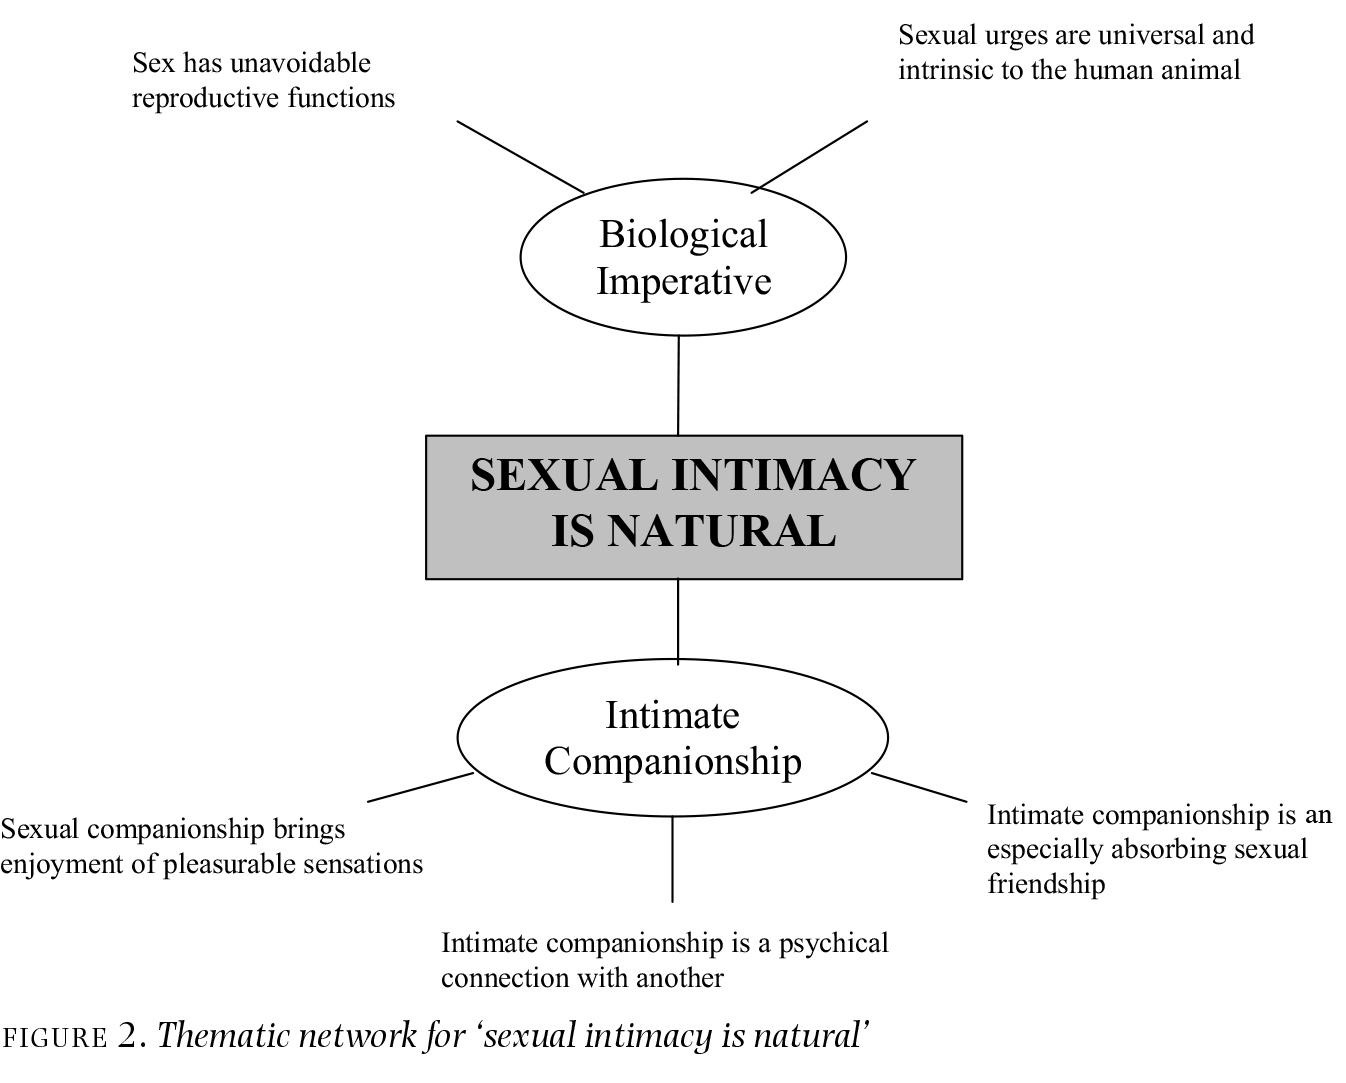 Sex has unavoidable
reproductive functions
Sexual urges are universal and
intrinsic to the human animal
Biological
Imperative
SEXUAL INTIMACY
IS NATURAL
Intimate
Companionship
Sexual companionship brings
enjoyment of pleasurable sensations
Intimate companionship is an
especially absorbing sexual
friendship
Intimate companionship is a psychical
connection with another
FIGURE 2. Thematic network for ‘sexual intimacy is natural’